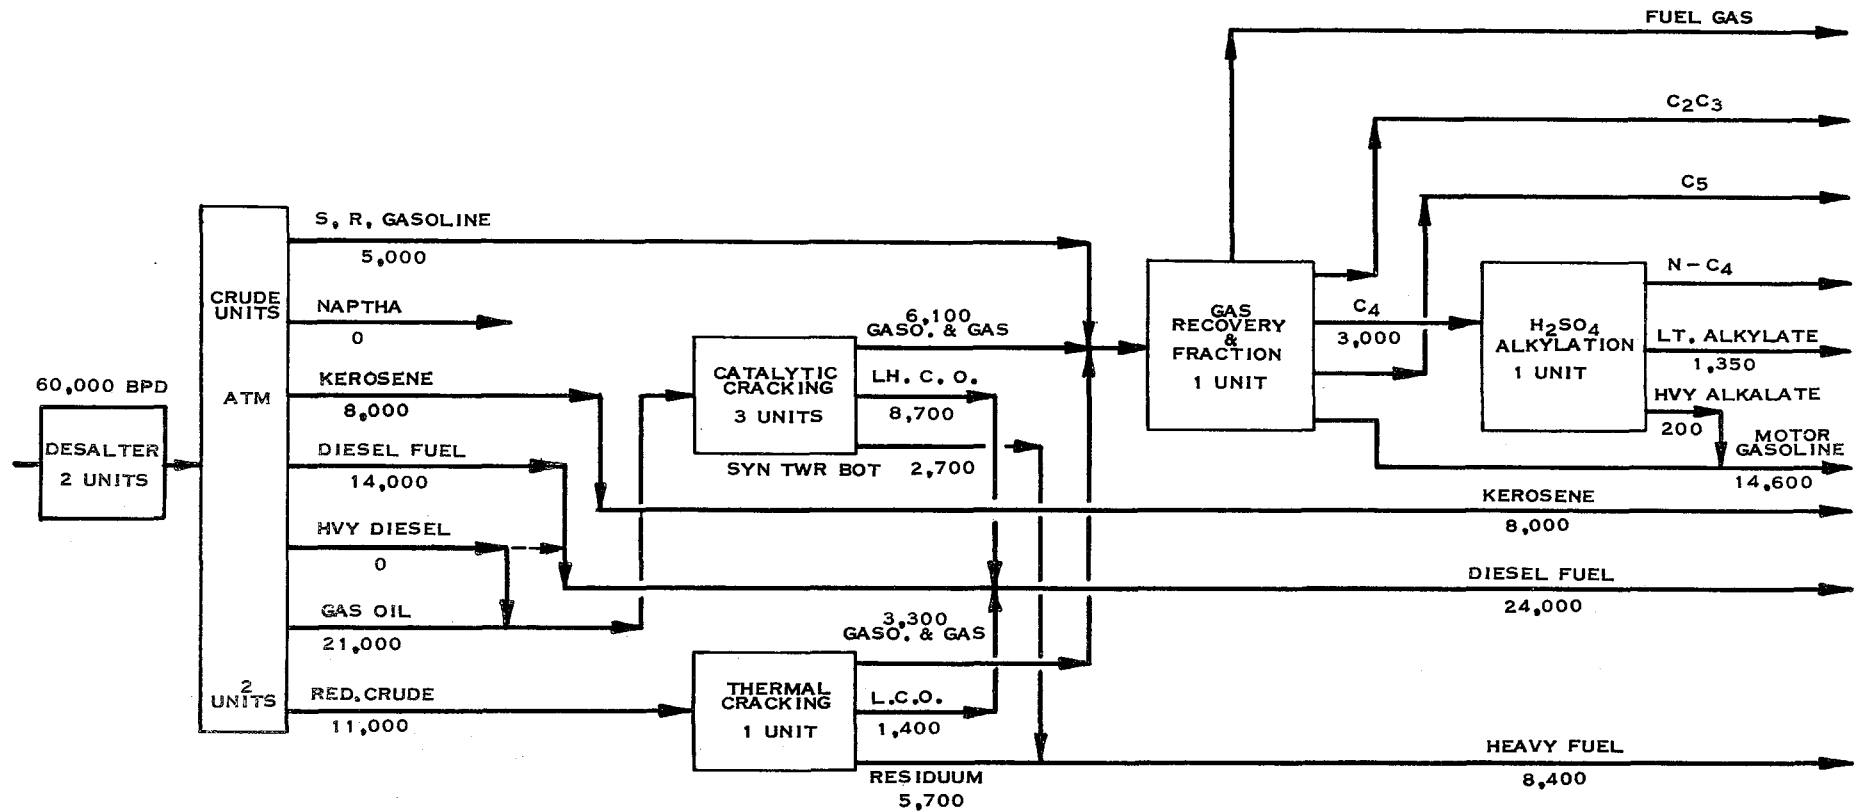 FUEL GAS
C2C3
C5
S, R, GASOLINE
5,000
N-C4
CRUDE
UNITS
NAPTHA
0
6,100
GASO. & GAS
GAS
RECOVERY
&
FRACTION
1 UNIT
C4
3,000
H2SO4
ALKYLATION
1 UNIT
LT. ALKYLATE
1,350
60,000 BPD
KEROSENE
8,000
ATM
CATALYTIC
CRACKING
3 UNITS
LH. C. O.
8,700
HVY ALKALATE
200
DESALTER
2 UNITS
DIESEL FUEL
14,000
SYN TWR BOT
2,700
MOTOR
GASOLINE
14,600
KEROSENE
8,000
HVY DIESEL
0
DIESEL FUEL
24,000
GAS OIL
21,000
3,300
GASO. & GAS
2
UNITS
RED.CRUDE
11,000
THERMAL
CRACKING
1 UNIT
L.C.O.
1,400
HEAVY FUEL
8,400
RESIDUUM
5,700